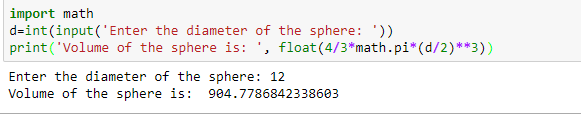 import math
d=int(input('Enter the diameter of the sphere: '))
print('Volume of the sphere is: ', float(4/3*math.pi*(d/2)**3))
Enter the diameter of the sphere: 12
Volume of the sphere is:  904.7786842338603